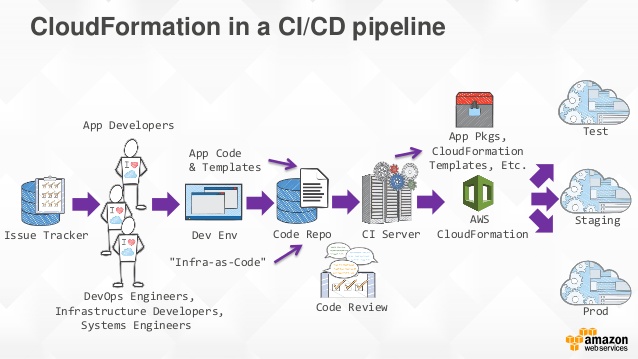 CloudFormation in a CI/CD pipeline
App Developers
I
I
I
Issue Tracker
DevOps Engineers,
Infrastructure Developers,
Systems Engineers
Dev Env
App Code
& Templates
Code Repo
"Infra-as-Code"
Code Review
CI Server
App Pkgs,
CloudFormation
Templates, Etc.
AWS
CloudFormation
Test
Staging
Prod
amazon
web services